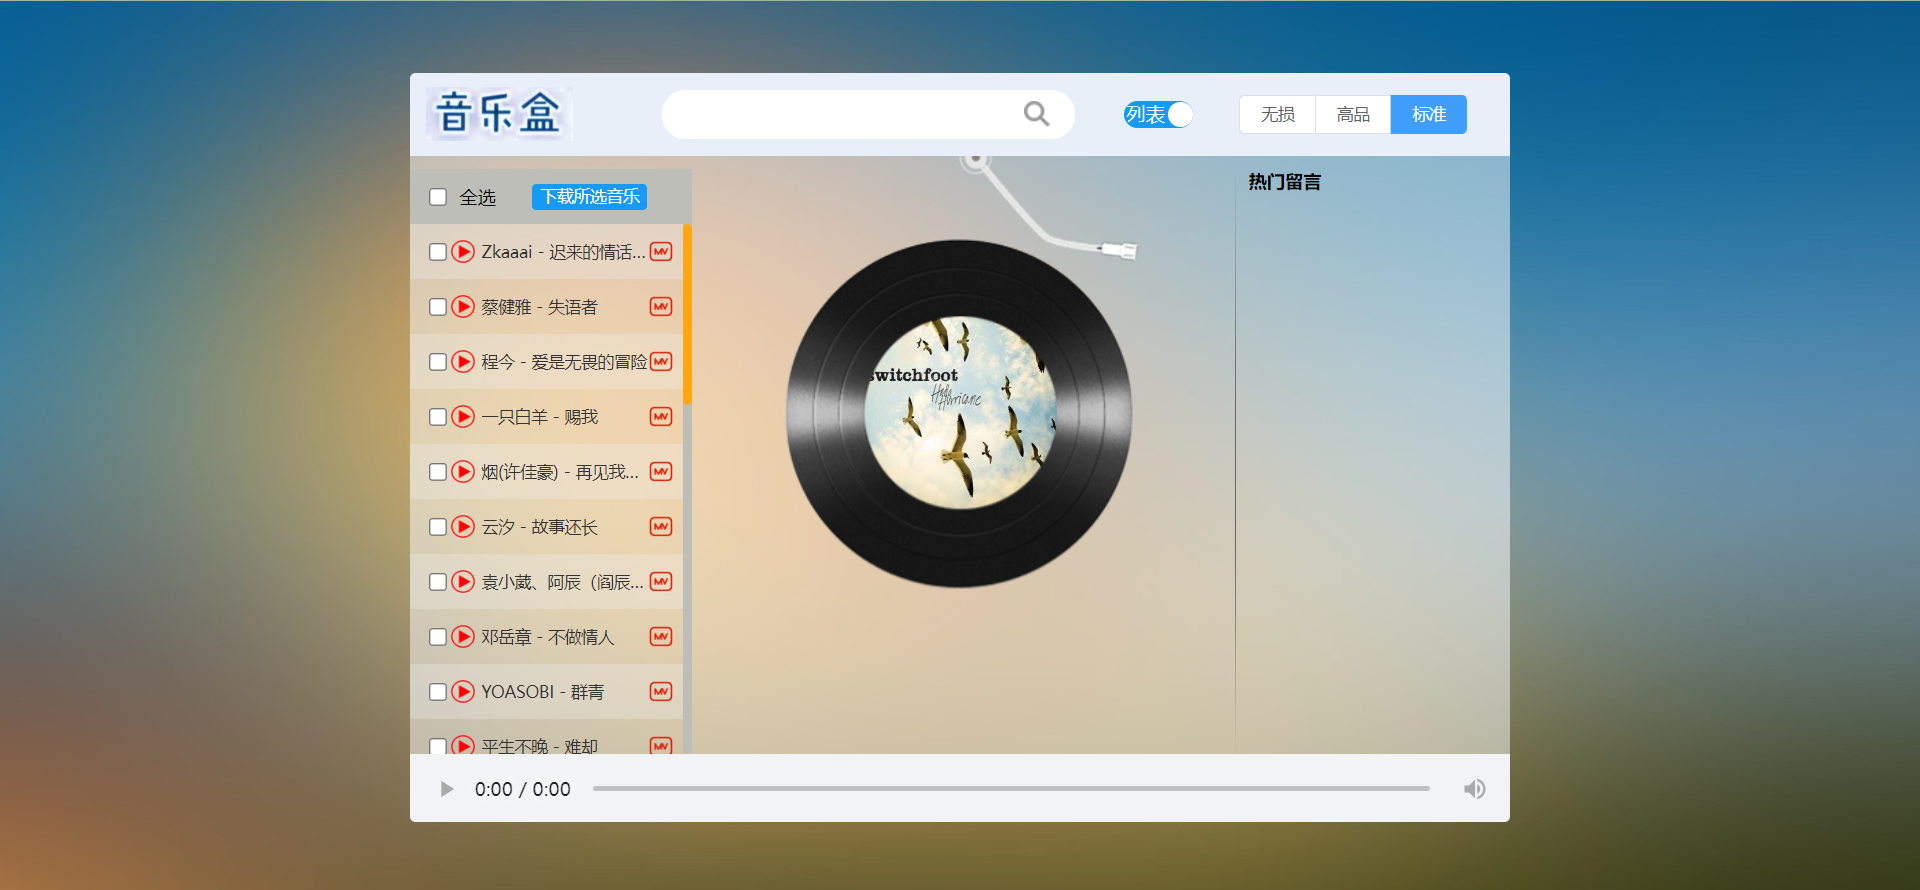 音乐盒
列表
无损 高品 标准
全选 下载所选音乐
热门留言
Zkaaai - 迟来的情话... MV
蔡健雅 - 失语者 MV
程今 - 爱是无畏的冒险 MV
一只白羊 - 赐我 MV
烟(许佳豪) - 再见我... MV
云汐 - 故事还长 MV
袁小葳、阿辰（阎辰... MV
邓岳章 - 不做情人 MV
YOASOBI - 群青 MV
平生不晚 - 难却 MV
switchfoot
Hello Hurricane
0:00 / 0:00